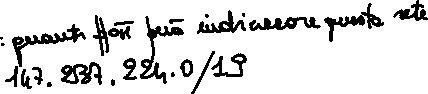 : quanti Host può indirizzare questa rete
147.237.224.0/19